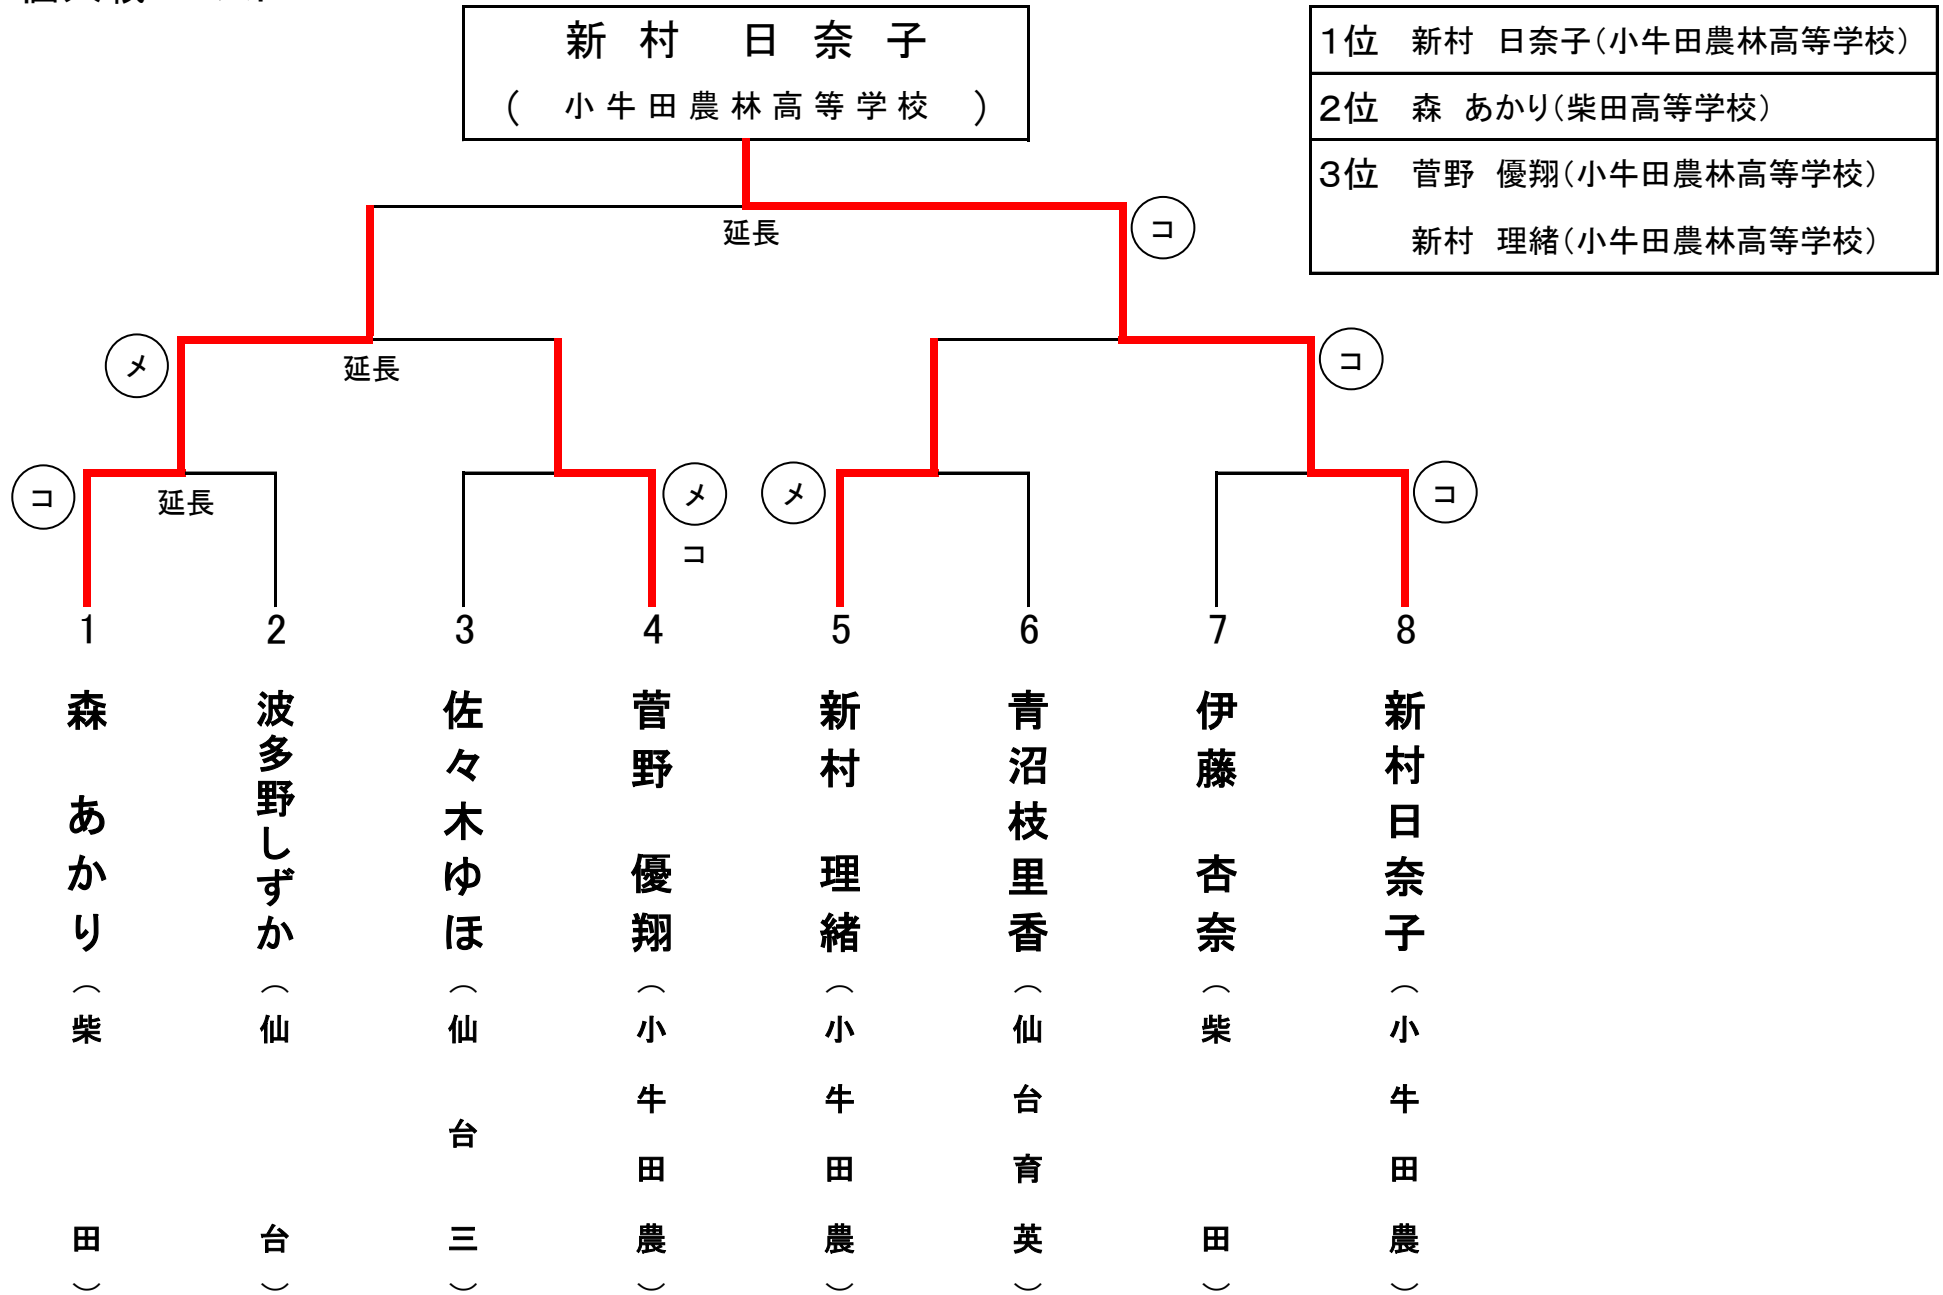 新村 日奈子
( 小牛田農林高等学校 )
1位 新村 日奈子(小牛田農林高等学校)
2位 森 あかり(柴田高等学校)
3位 菅野 優翔(小牛田農林高等学校)
新村 理緒(小牛田農林高等学校)
延長
コ
メ
延長
コ
コ
延長
メ
コ
メ
コ
1
2
3
4
5
6
7
8
森 あかり(柴田)
波多野しずか(仙台)
佐々木ゆほ(仙台三)
菅野 優翔(小牛田農)
新村 理緒(小牛田農)
青沼枝里香(仙台育英)
伊藤 杏奈(柴田)
新村日奈子(小牛田農)